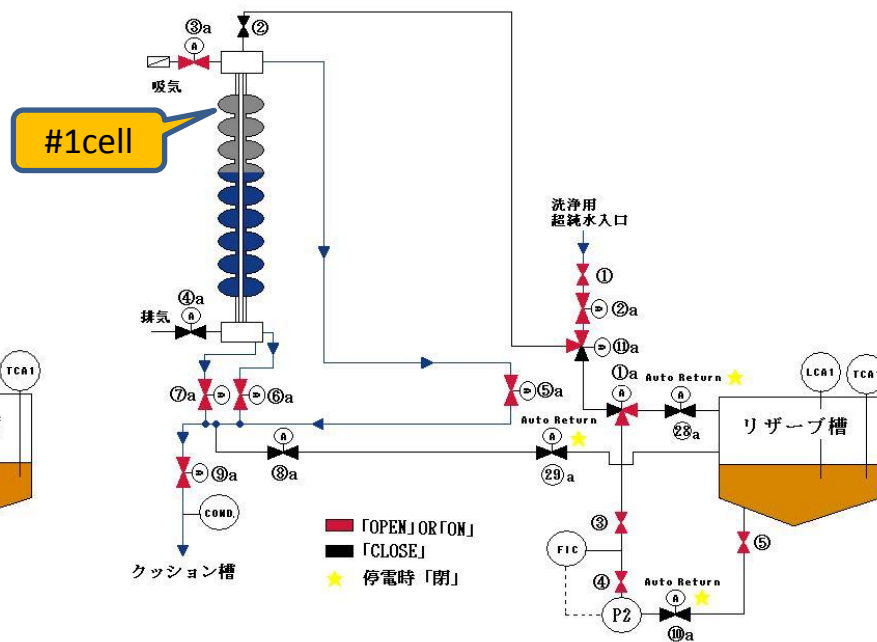 ③a
②
吸気
#1cell
洗浄用
超純水入口
①
②a
⑪a
①a
④a
排気
TCA1
⑦a
⑥a
⑤a
Auto Return
28a
LCA1
TCA1
リザーブ槽
Auto Return
⑨a
⑧a
29a
COND.
クッション槽
「OPEN」OR「ON」
「CLOSE」
停電時「閉」
③
FIC
④
⑤
Auto Return
P2
⑩a
A
A
A
A
A
A
A